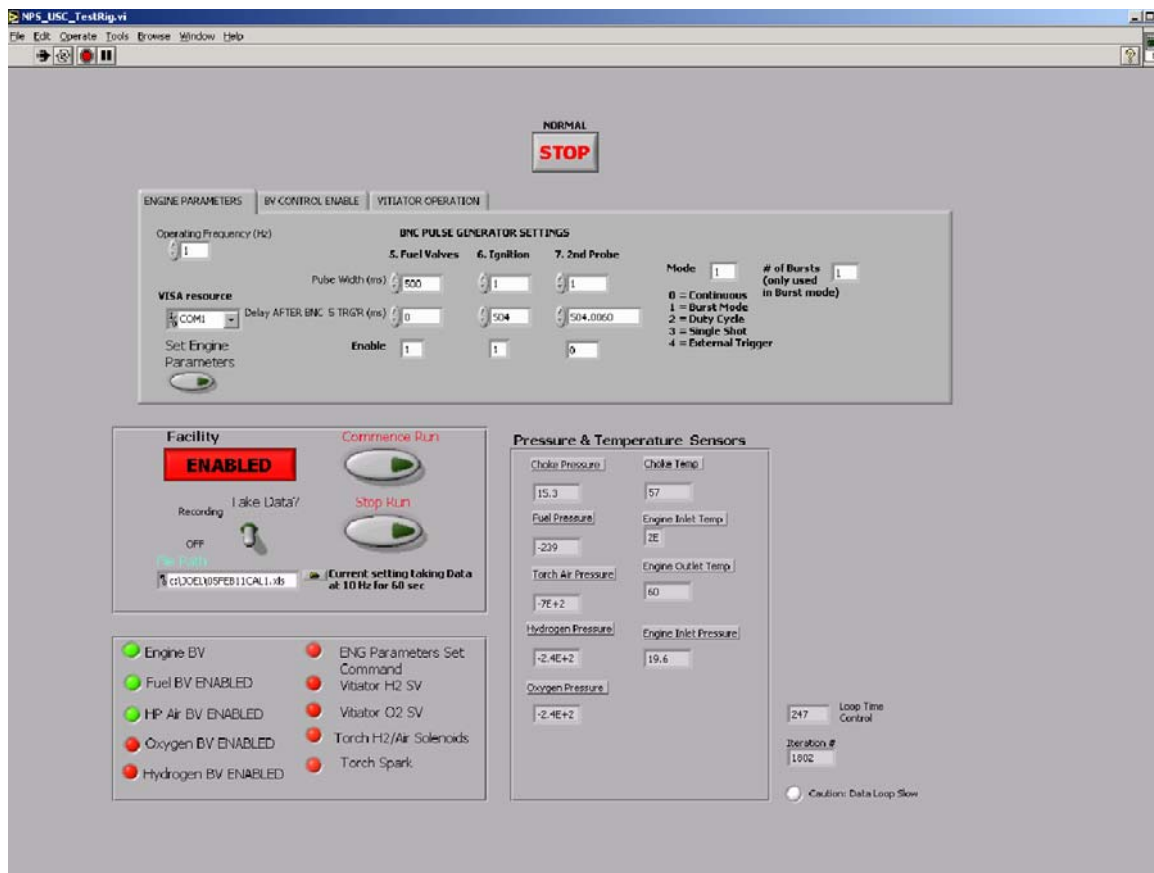 NPS_USC_TestRig.vi
File Edit Operate Tools Browse Window Help
NORMAL
STOP
ENGINE PARAMETERS BV CONTROL ENABLE VITIATOR OPERATION
Operating Frequency (Hz)
1
BNC PULSE GENERATOR SETTINGS
5. Fuel Valves 6. Ignition 7. 2nd Probe
Pulse Width (ms) 500 1 1
VISA resource
COM1
Delay AFTER BNC 5 TRG'R (ms) 0 504 504.0060
Set Engine
Parameters
Enable 1 1 0
Mode 1
0 = Continuous
1 = Burst Mode
2 = Duty Cycle
3 = Single Shot
4 = External Trigger
# of Bursts
(only used
in Burst mode)
1
Facility
ENABLED
Commence Run
Take Data?
Recording
OFF
Stop Run
File Path
c:\JOEL\05FEB11CAL1.xls
Current setting taking Data
at 10 Hz for 60 sec
Engine BV
Fuel BV ENABLED
HP Air BV ENABLED
Oxygen BV ENABLED
Hydrogen BV ENABLED
ENG Parameters Set
Command
Vitiator H2 SV
Vitiator O2 SV
Torch H2/Air Solenoids
Torch Spark
Pressure & Temperature Sensors
Choke Pressure
15.3
Fuel Pressure
-239
Torch Air Pressure
-7E+2
Hydrogen Pressure
-2.4E+2
Oxygen Pressure
-2.4E+2
Choke Temp
57
Engine Inlet Temp
2E
Engine Outlet Temp
60
Engine Inlet Pressure
19.6
247
Loop Time
Control
Iteration #
1802
Caution: Data Loop Slow